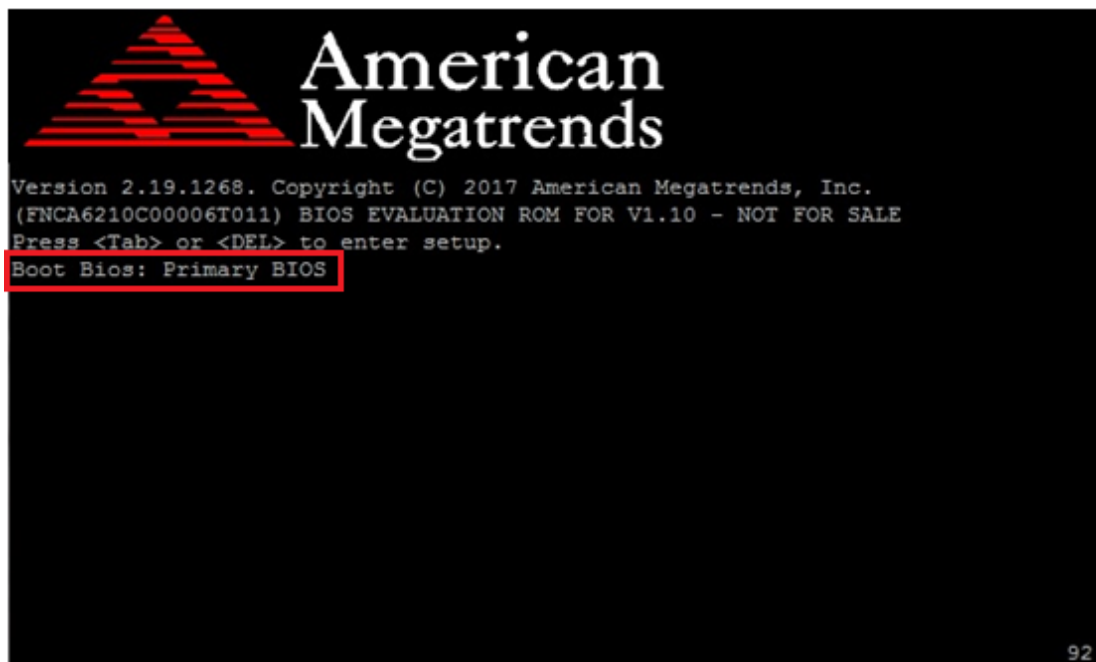 American
Megatrends
Version 2.19.1268. Copyright (C) 2017 American Megatrends, Inc.
(FNCA6210C00006T011) BIOS EVALUATION ROM FOR V1.10 - NOT FOR SALE
Press <Tab> or <DEL> to enter setup.
Boot Bios: Primary BIOS
92